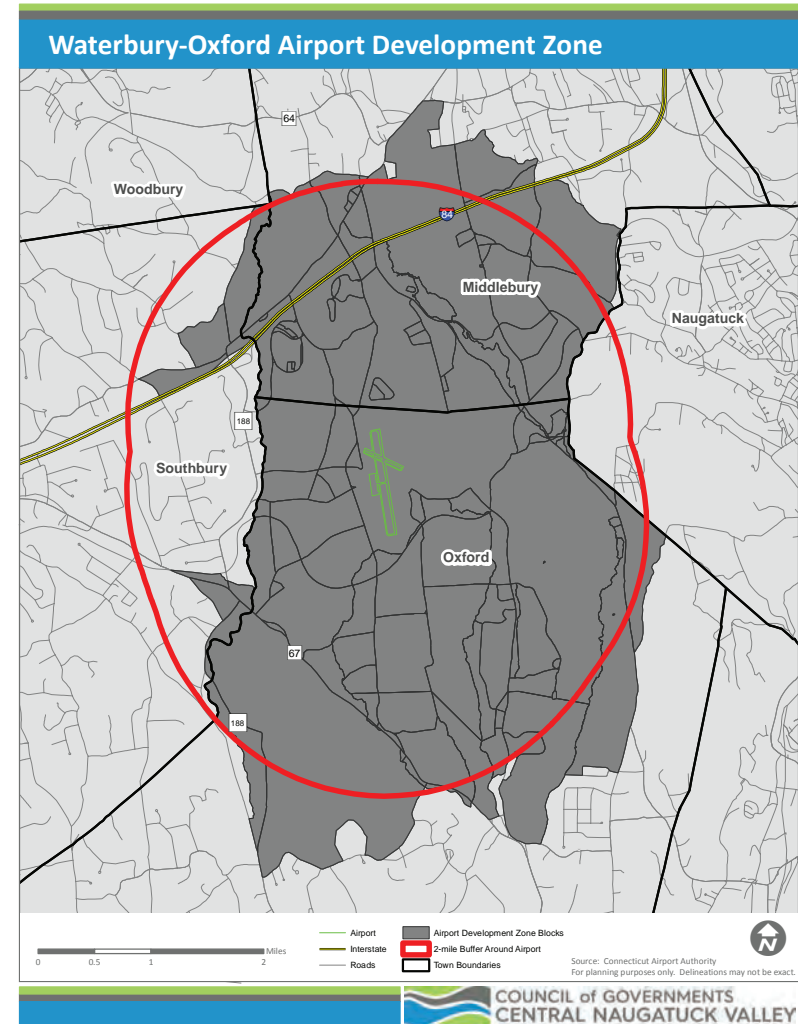 Waterbury-Oxford Airport Development Zone
64
Woodbury
84
Middlebury
Naugatuck
188
Southbury
Oxford
67
188
Airport
Interstate
Roads
Airport Development Zone Blocks
2-mile Buffer Around Airport
Town Boundaries
Miles
0 0.5 1 2
N
Source: Connecticut Airport Authority
For planning purposes only. Delineations may not be exact.
COUNCIL of GOVERNMENTS
CENTRAL NAUGATUCK VALLEY